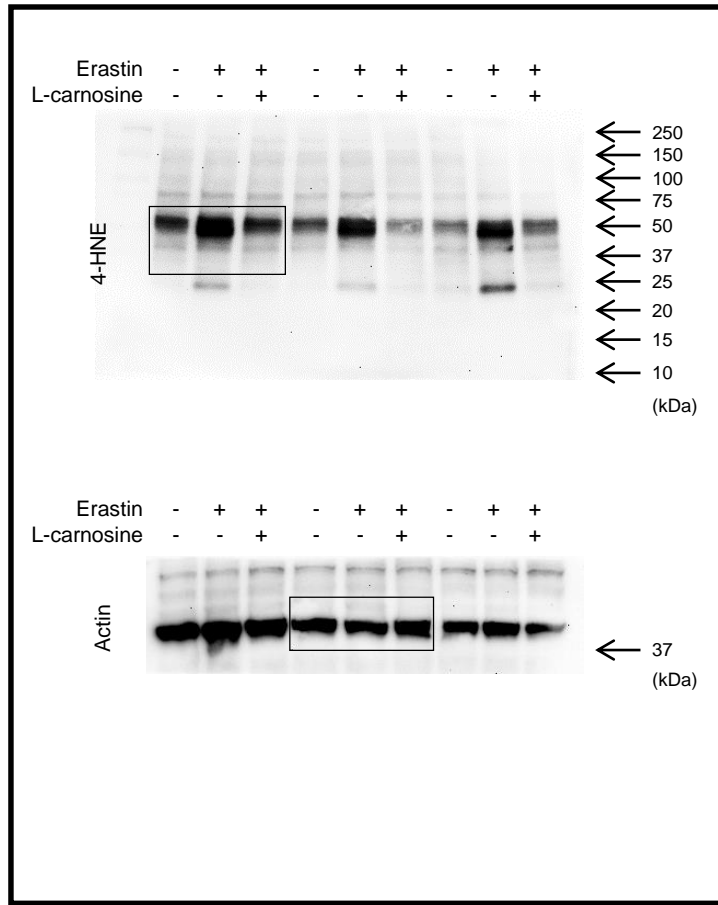 Erastin - + + - + + - + +
L-carnosine - - + - - + - - +
250
150
100
75
50
37
25
20
15
10
(kDa)
4-HNE
Erastin - + + - + + - + +
L-carnosine - - + - - + - - +
Actin
37
(kDa)